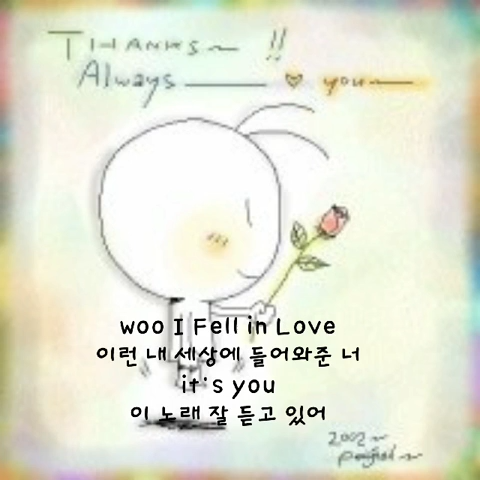 THANKS~ !!
Always ♡ you
woo I Fell in Love
이런 내 세상에 들어와준 너
it's you
이 노래 잘 듣고 있어
2002~